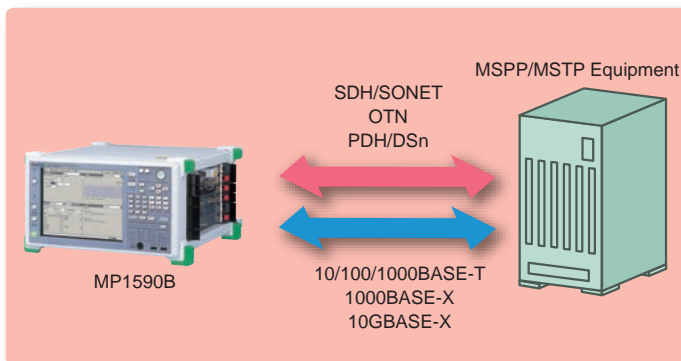 MSPP/MSTP Equipment
SDH/SONET
OTN
PDH/DSn
MP1590B
10/100/1000BASE-T
1000BASE-X
10GBASE-X